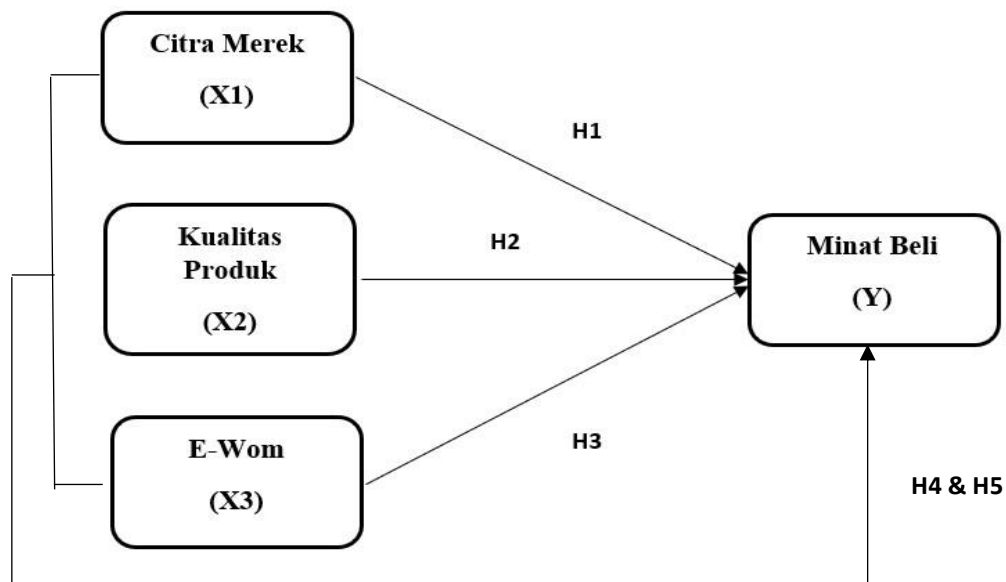 Citra Merek
(X1)
H1
Kualitas
Produk
(X2)
H2
Minat Beli
(Y)
E-Wom
(X3)
H3
H4 & H5